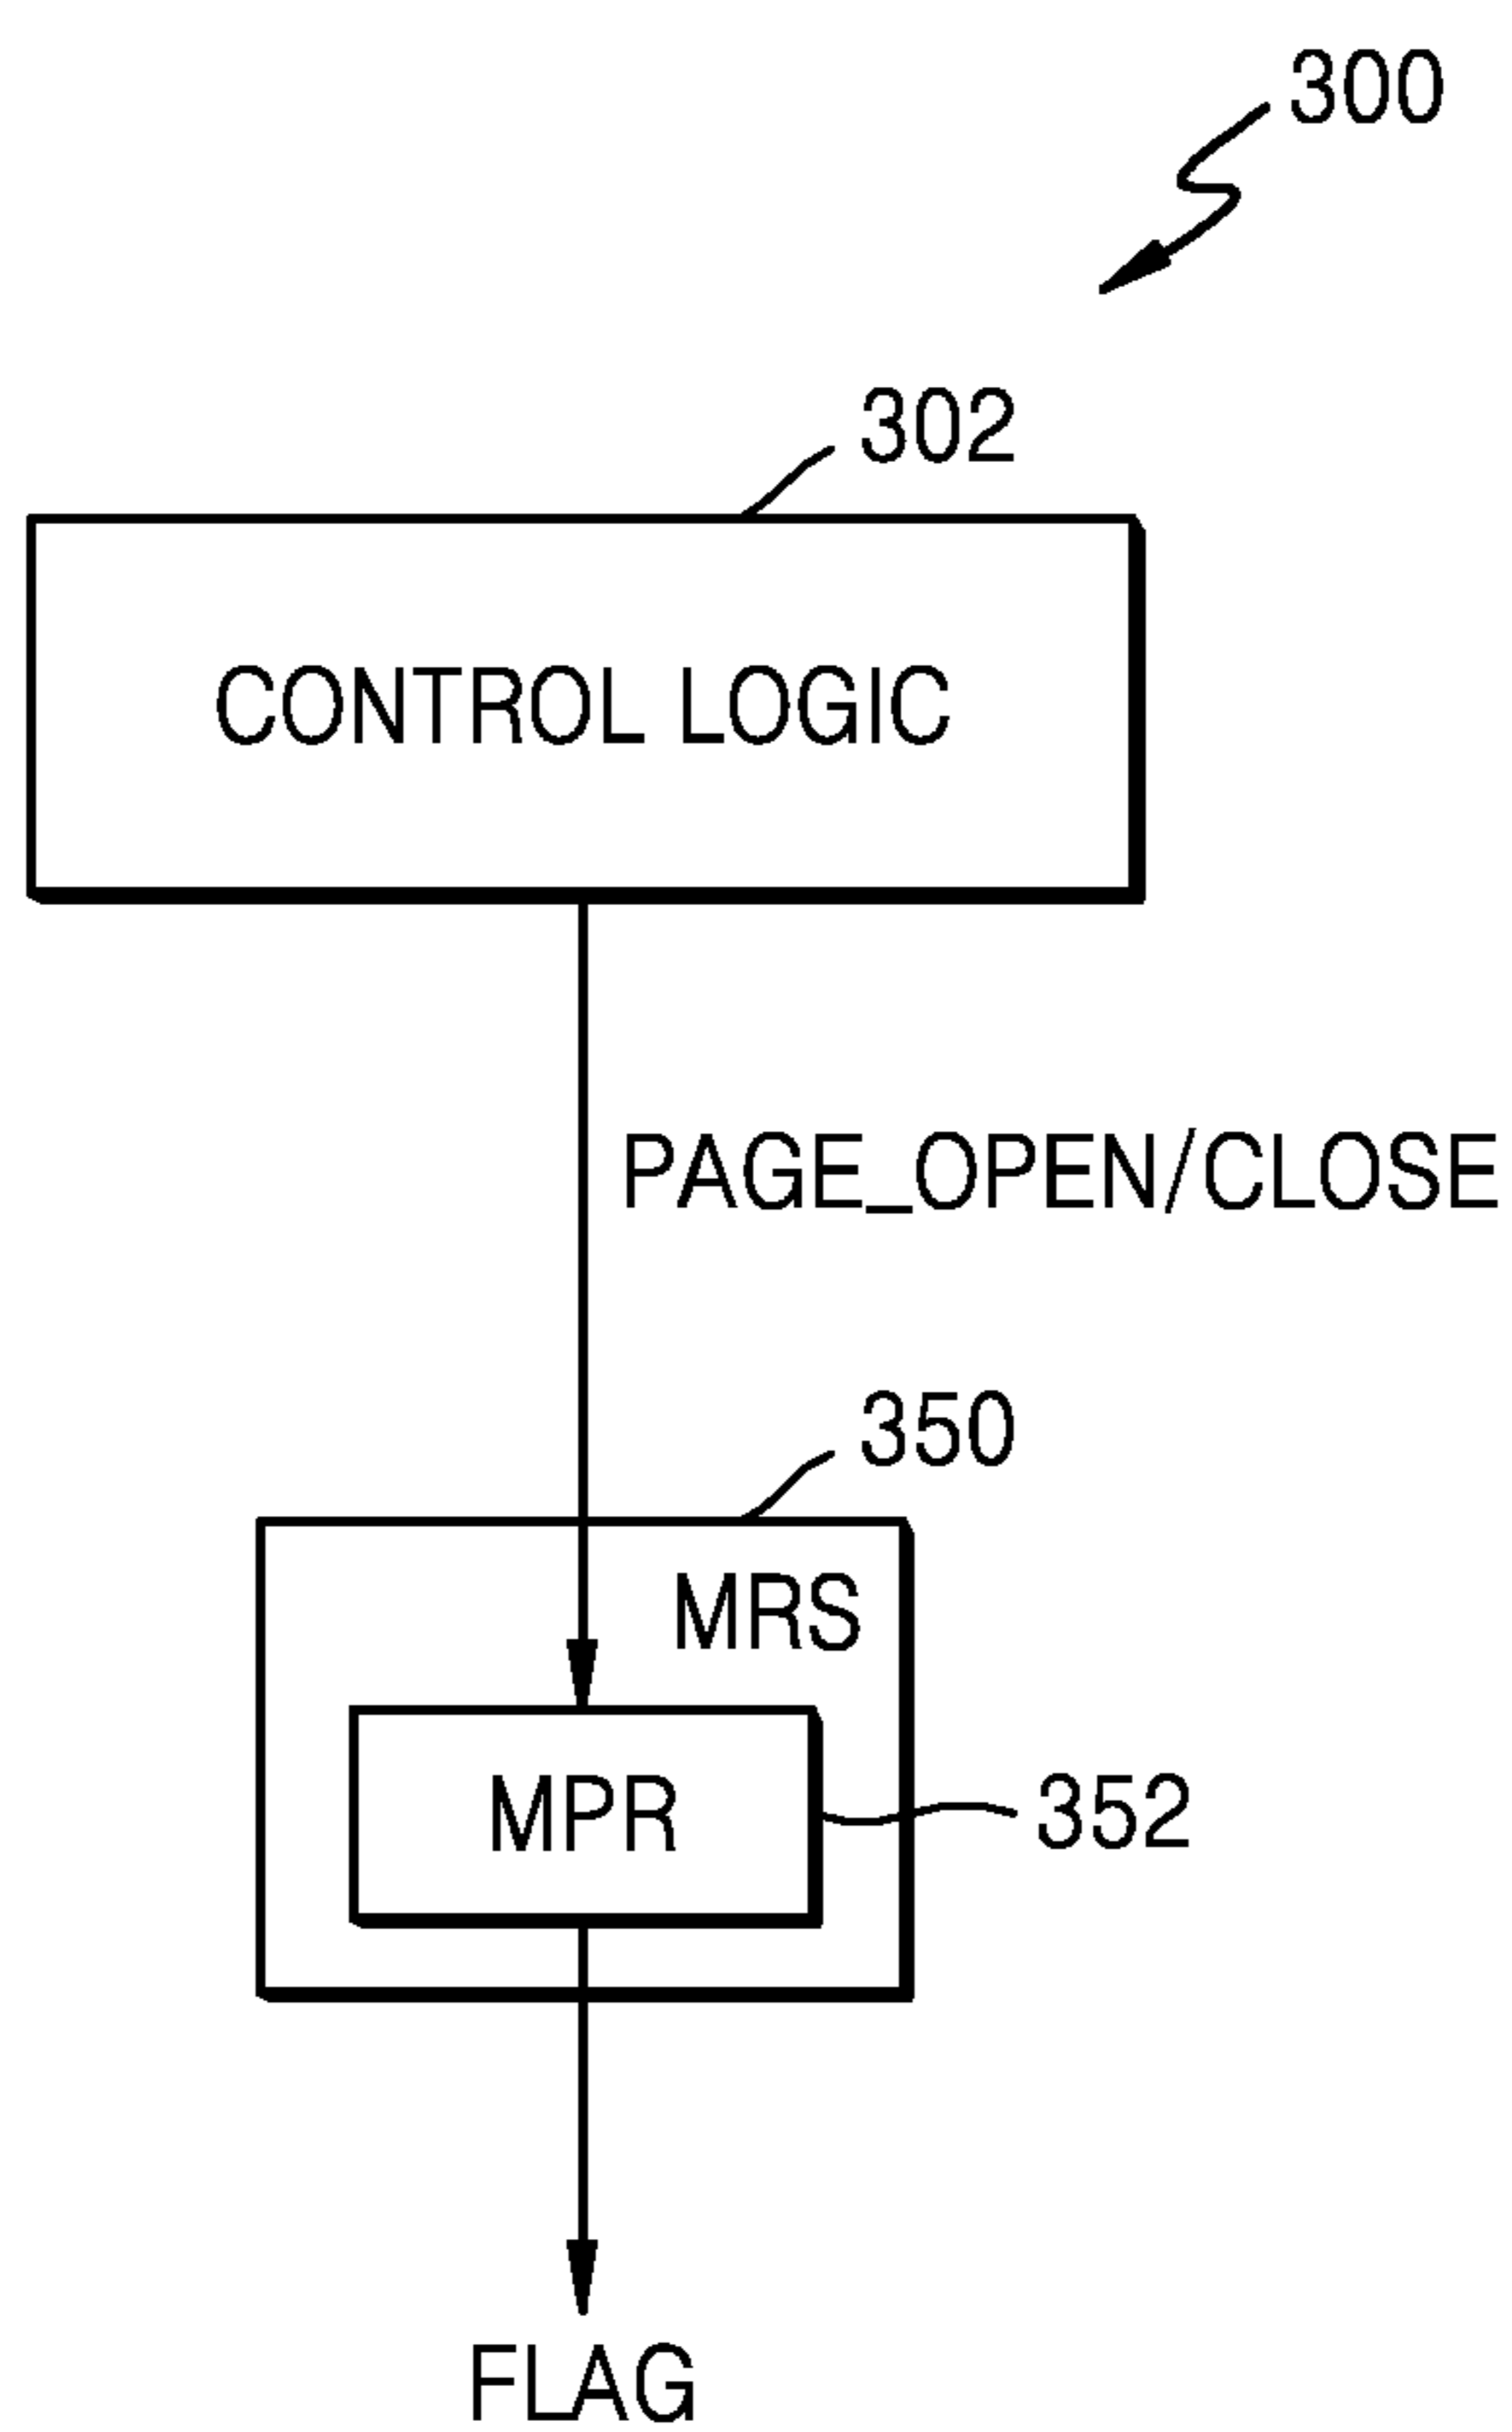 300
302
CONTROL LOGIC
PAGE_OPEN/CLOSE
350
MRS
MPR
352
FLAG